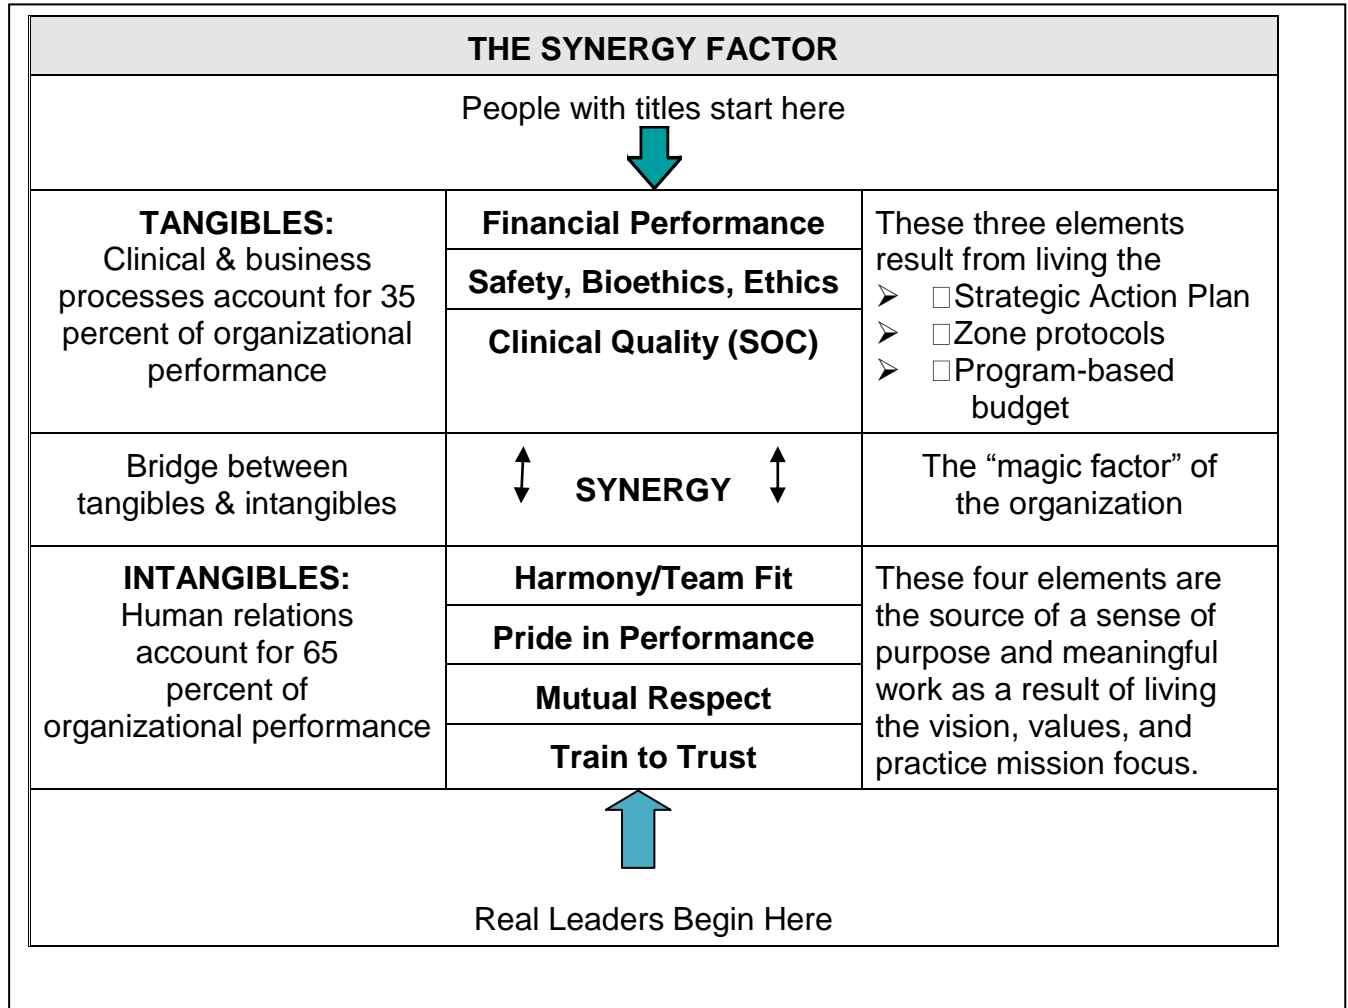 THE SYNERGY FACTOR
People with titles start here
TANGIBLES:
Clinical & business
processes account for 35
percent of organizational
performance
Financial Performance
Safety, Bioethics, Ethics
Clinical Quality (SOC)
These three elements
result from living the
➢ □Strategic Action Plan
➢ □Zone protocols
➢ □Program-based
budget
Bridge between
tangibles & intangibles
SYNERGY
The “magic factor” of
the organization
INTANGIBLES:
Human relations
account for 65
percent of
organizational performance
Harmony/Team Fit
Pride in Performance
Mutual Respect
Train to Trust
These four elements are
the source of a sense of
purpose and meaningful
work as a result of living
the vision, values, and
practice mission focus.
Real Leaders Begin Here